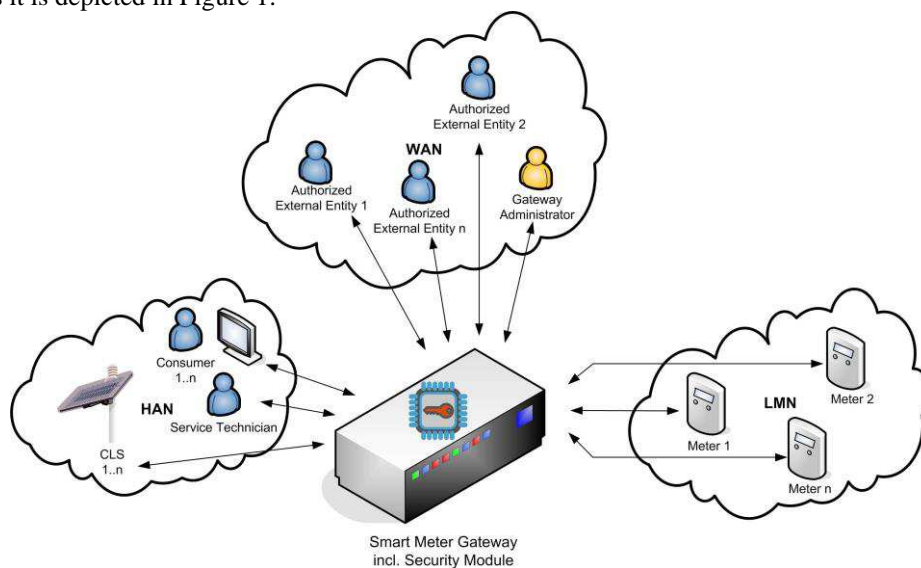 s it is depicted in Figure 1.
Authorized
External Entity 2
WAN
Authorized
External Entity 1
Authorized
External Entity n
Gateway
Administrator
Consumer
1..n
HAN
Service Technician
CLS
1..n
Meter 2
LMN
Meter 1
Meter n
Smart Meter Gateway
incl. Security Module